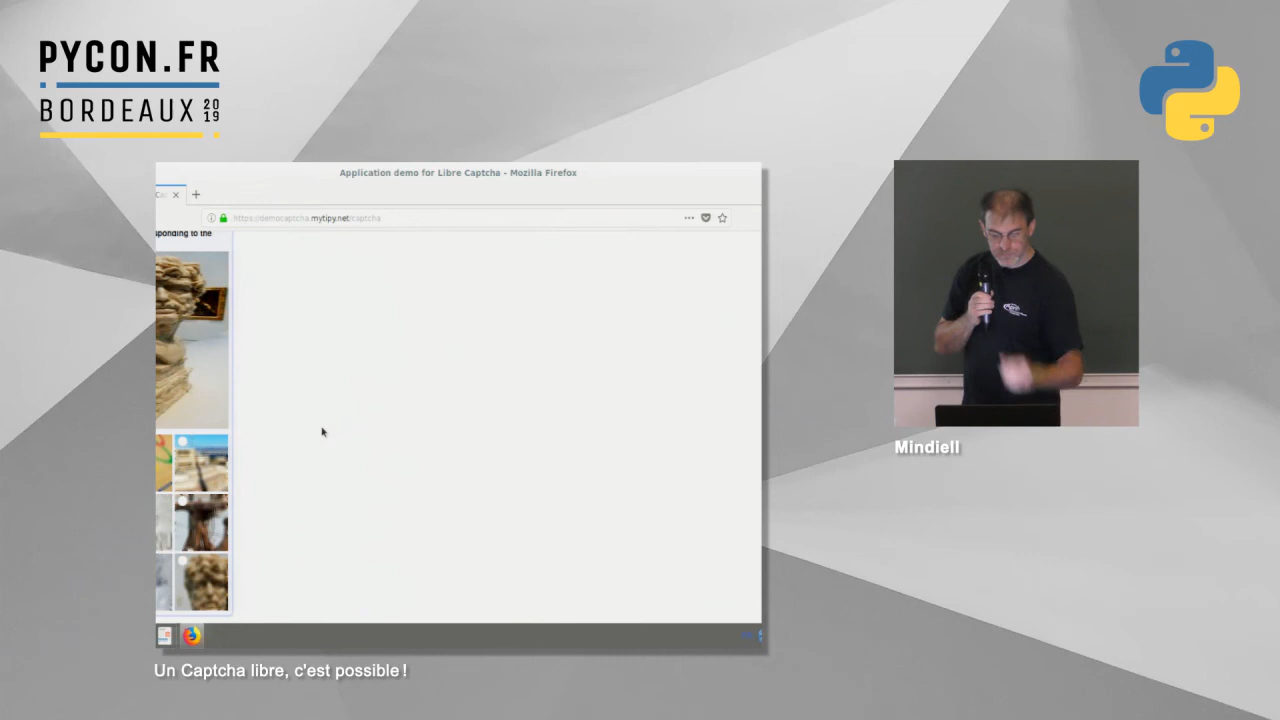 PYCON.FR
BORDEAUX 2019
Application demo for Libre Captcha - Mozilla Firefox
https://democaptcha.mytipy.net/captcha
sponding to the
Mindiell
Un Captcha libre, c'est possible !